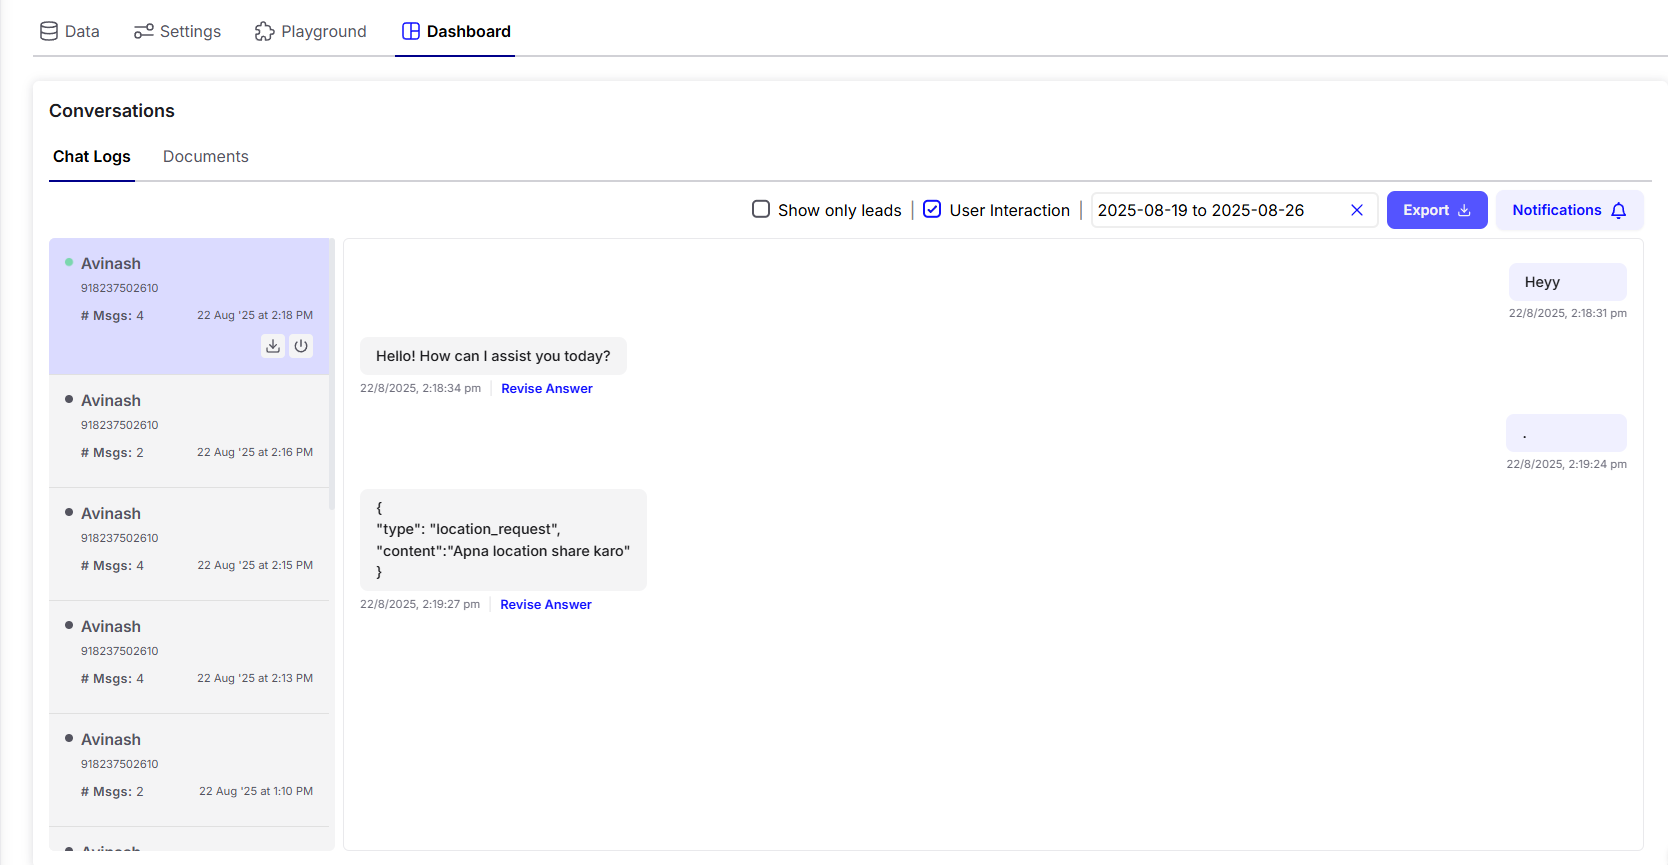 Data Settings Playground Dashboard
Conversations
Chat Logs Documents
Show only leads | User Interaction | 2025-08-19 to 2025-08-26 Export Notifications
Avinash
918237502610
# Msgs: 4 22 Aug '25 at 2:18 PM
Avinash
918237502610
# Msgs: 2 22 Aug '25 at 2:16 PM
Avinash
918237502610
# Msgs: 4 22 Aug '25 at 2:15 PM
Avinash
918237502610
# Msgs: 4 22 Aug '25 at 2:13 PM
Avinash
918237502610
# Msgs: 2 22 Aug '25 at 1:10 PM
Avinash
Heyy
22/8/2025, 2:18:31 pm
Hello! How can I assist you today?
22/8/2025, 2:18:34 pm Revise Answer
.
22/8/2025, 2:19:24 pm
{
"type": "location_request",
"content":"Apna location share karo"
}
22/8/2025, 2:19:27 pm Revise Answer